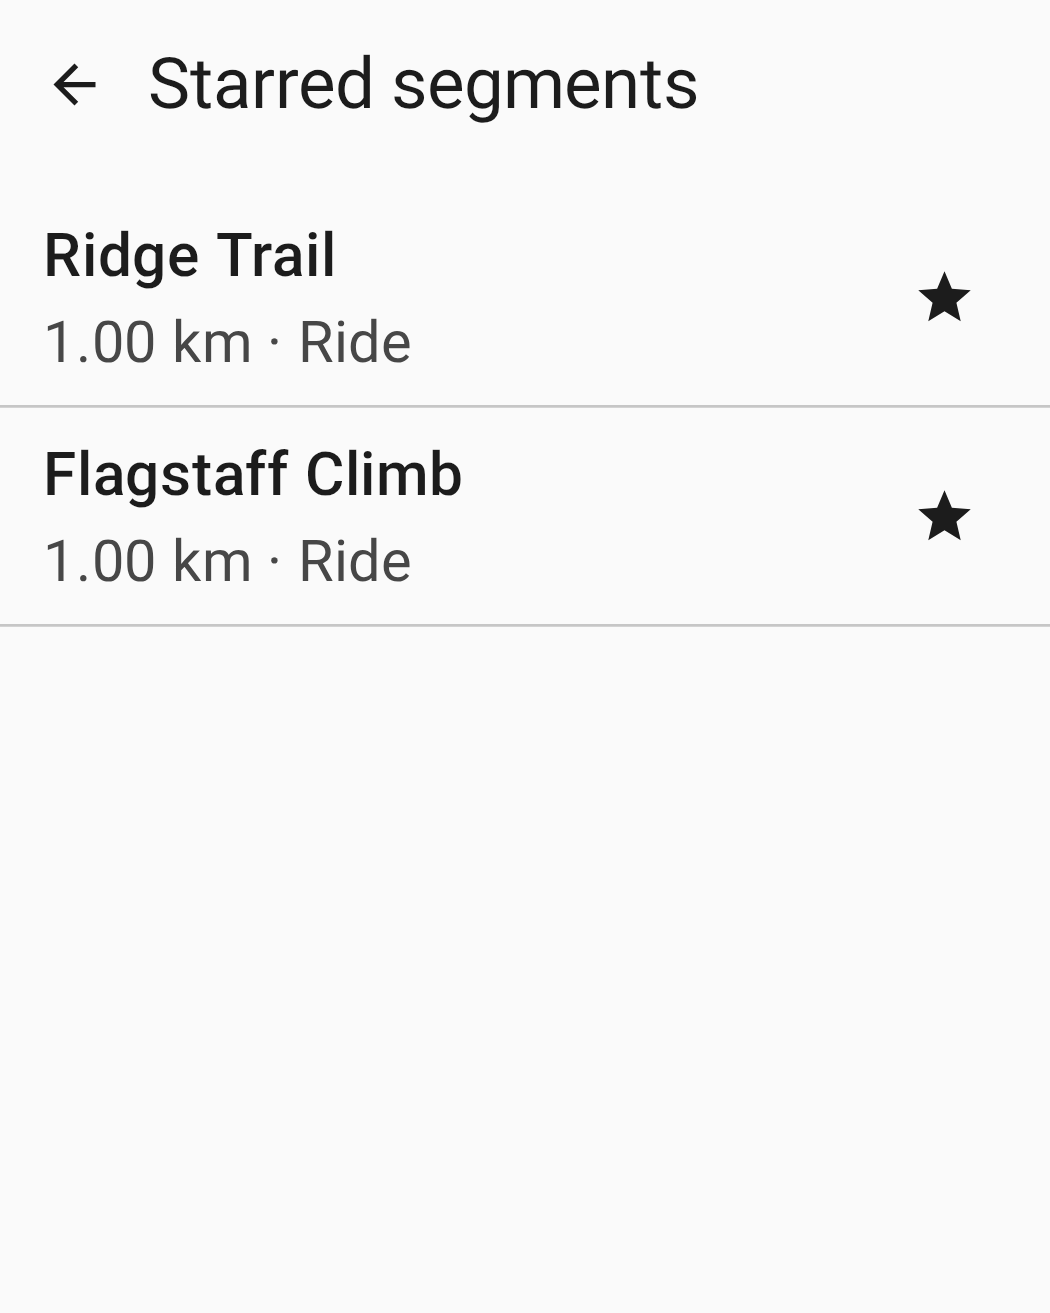 Starred segments
Ridge Trail
1.00 km · Ride
Flagstaff Climb
1.00 km · Ride